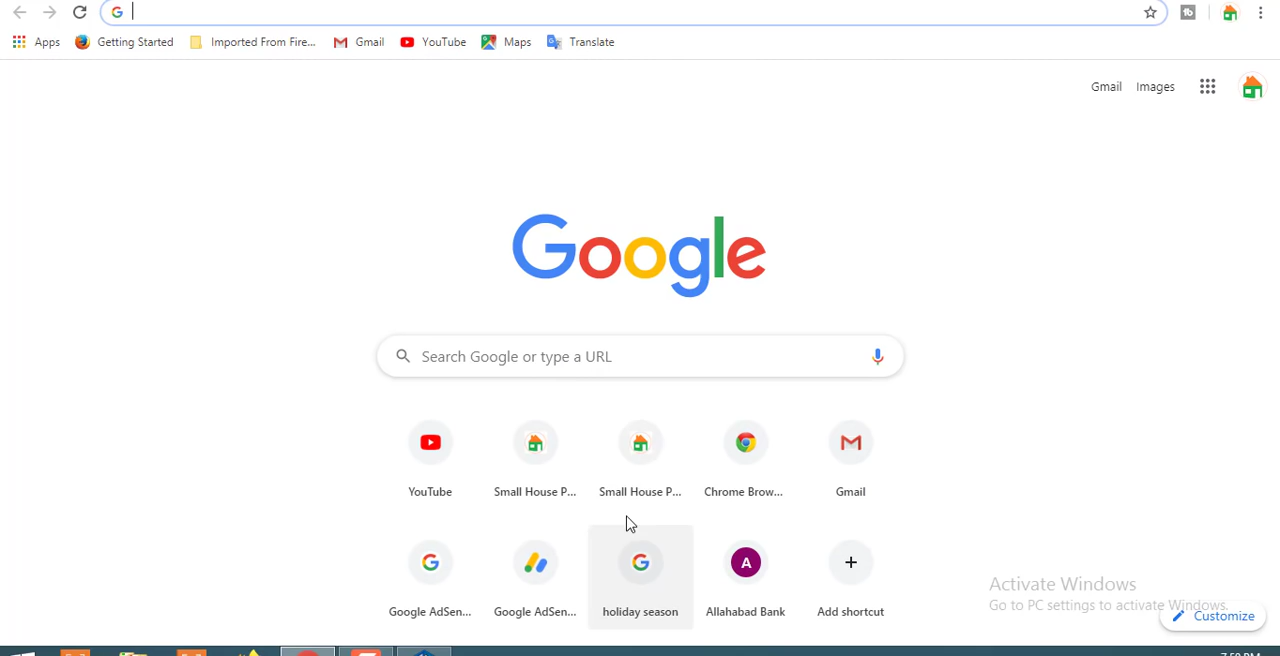 Apps Getting Started Imported From Fire... Gmail YouTube Maps Translate
Gmail Images
Google
Search Google or type a URL
YouTube Small House P... Small House P... Chrome Brow... Gmail
A
Google AdSen... Google AdSen... holiday season Allahabad Bank Add shortcut
Activate Windows
Go to PC settings to activate Windows.
Customize